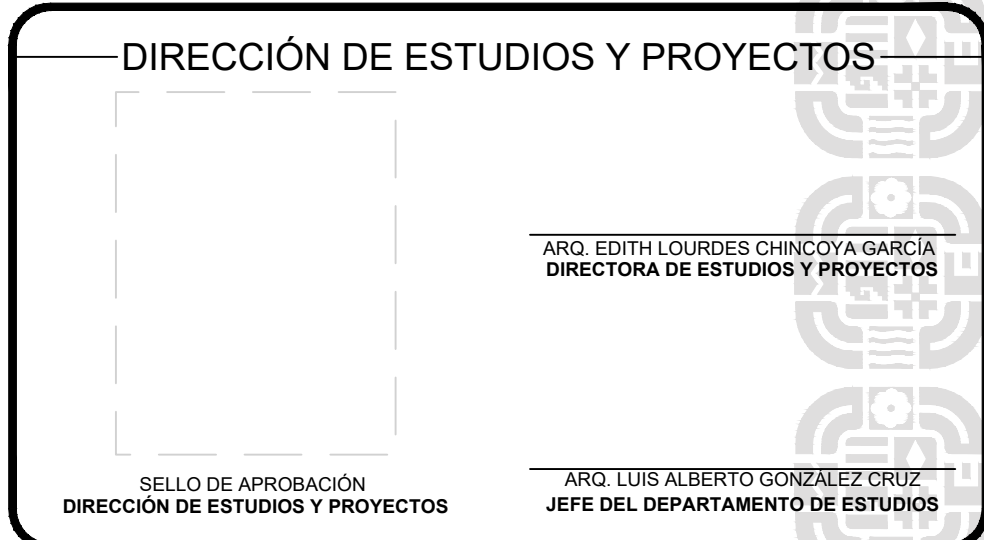 DIRECCIÓN DE ESTUDIOS Y PROYECTOS
ARQ. EDITH LOURDES CHINCOYA GARCÍA
DIRECTORA DE ESTUDIOS Y PROYECTOS
SELLO DE APROBACIÓN
DIRECCIÓN DE ESTUDIOS Y PROYECTOS
ARQ. LUIS ALBERTO GONZÁLEZ CRUZ
JEFE DEL DEPARTAMENTO DE ESTUDIOS